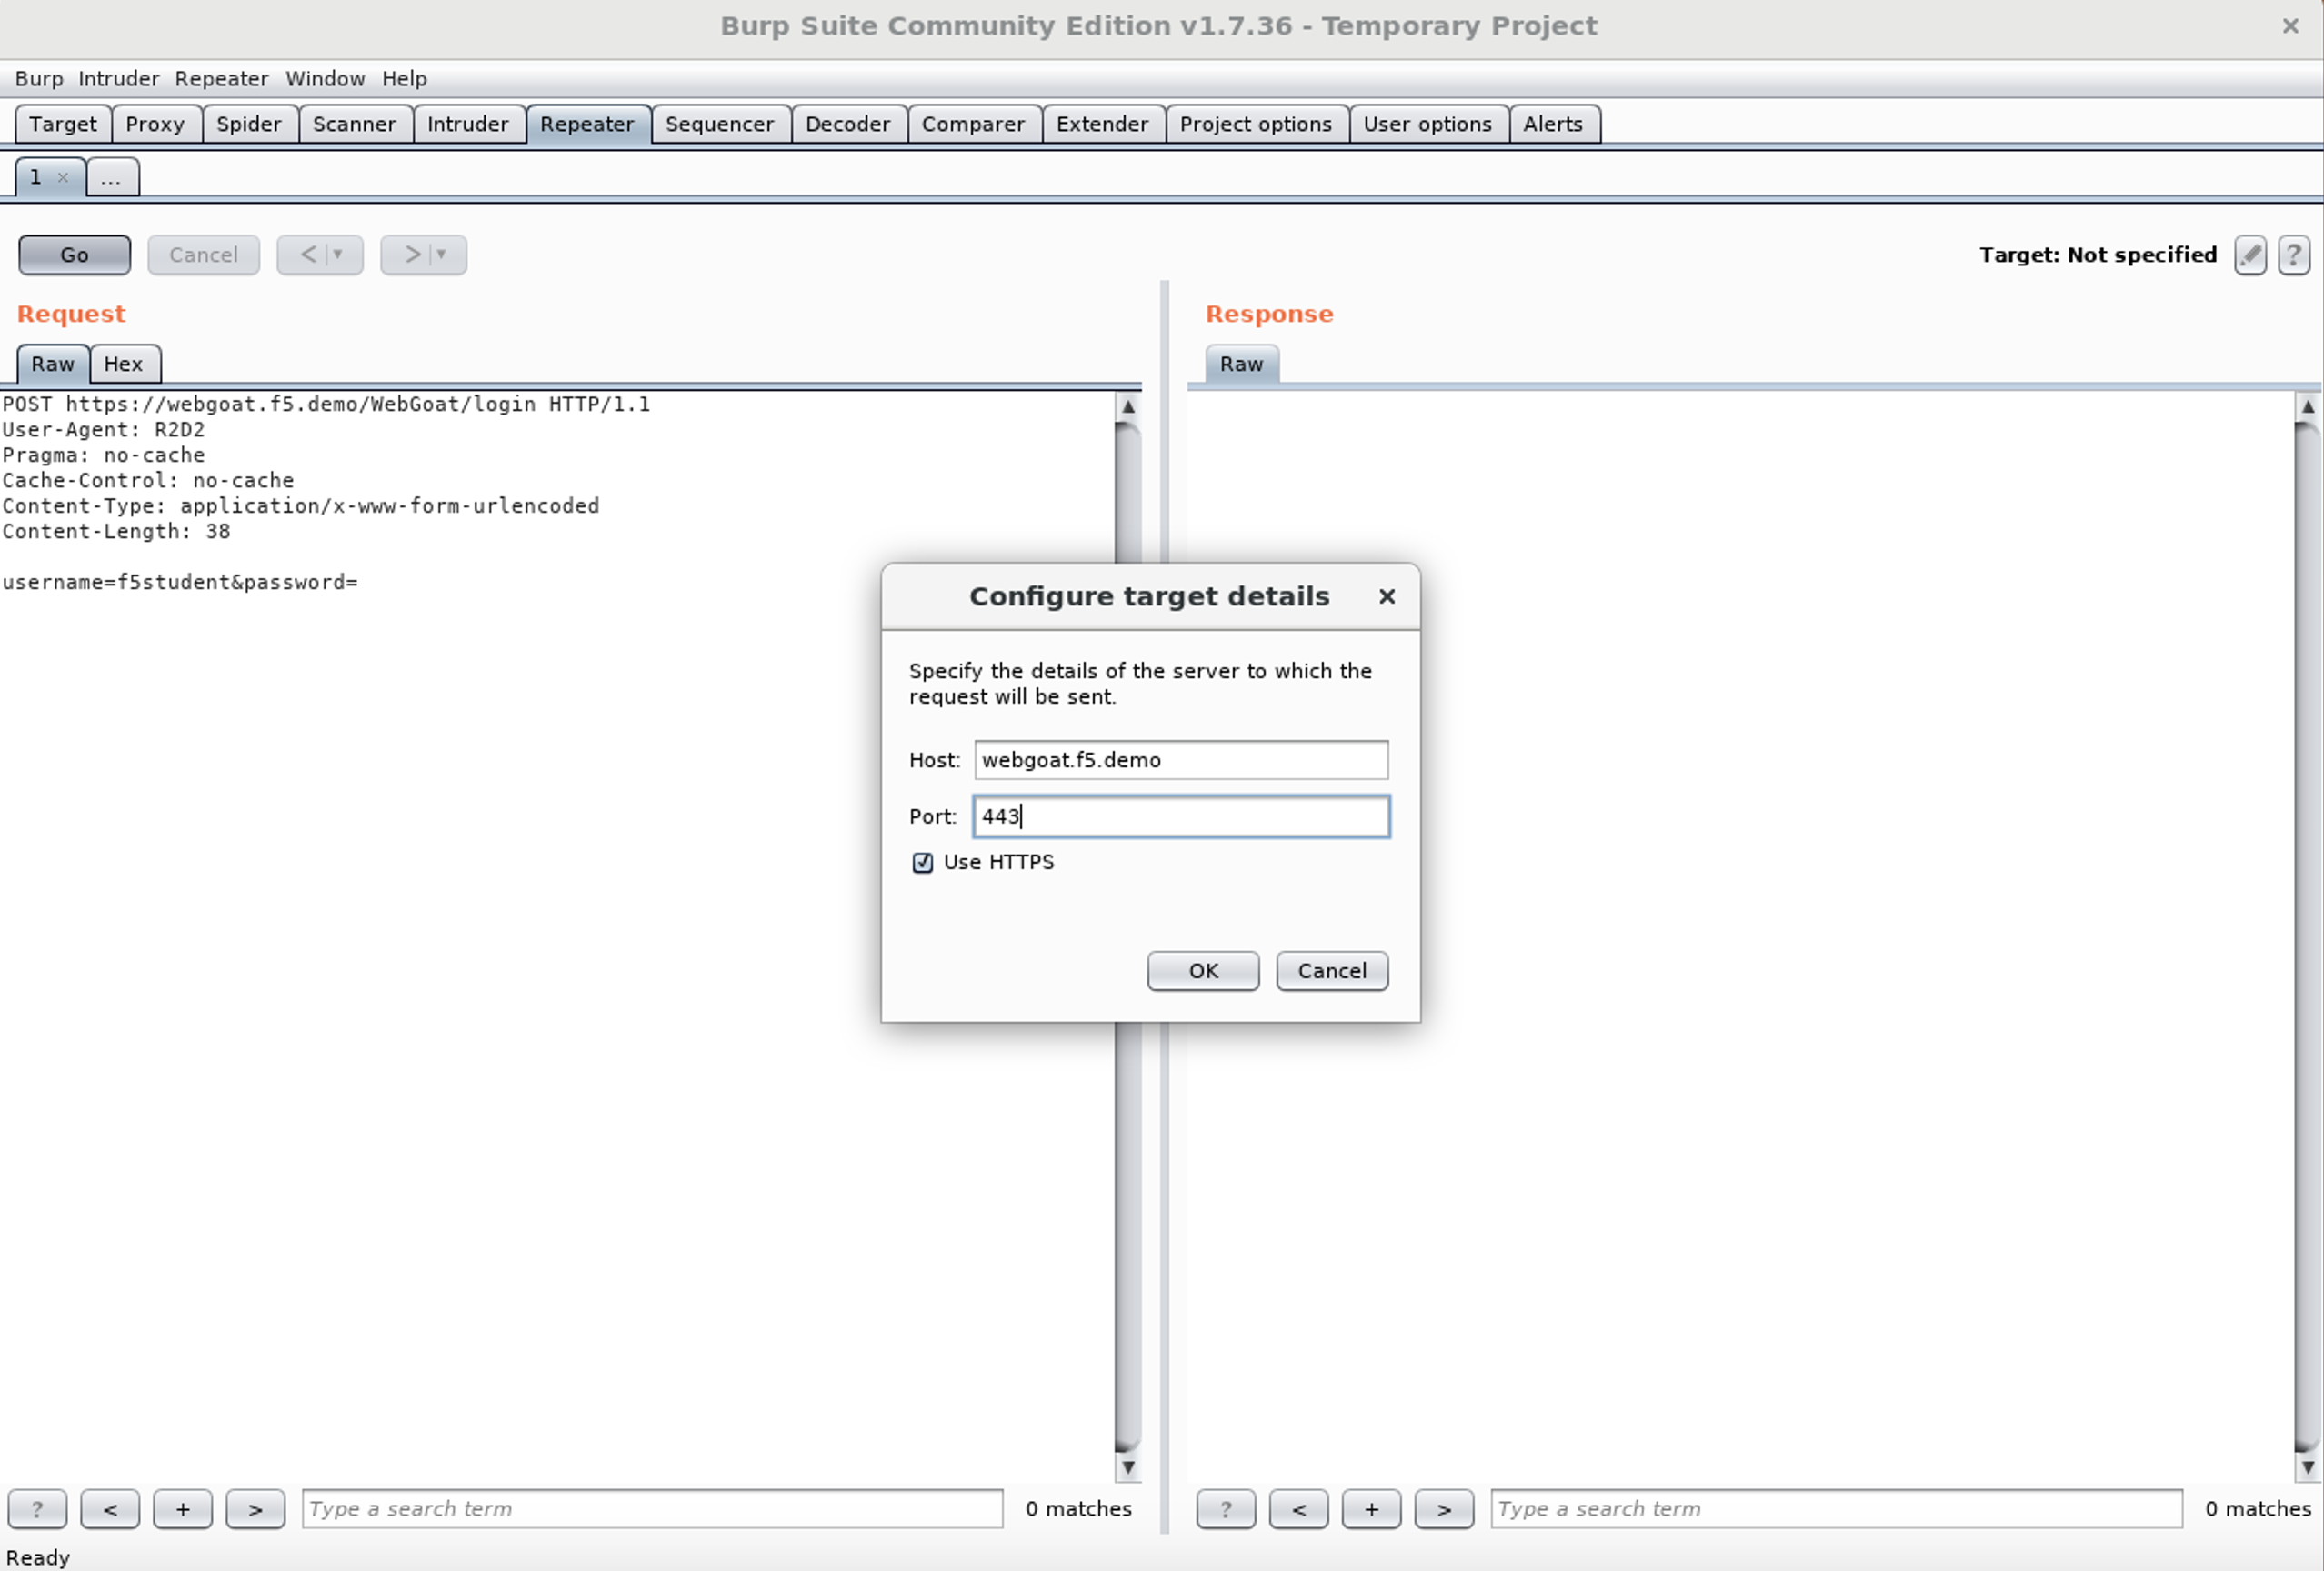 Burp Suite Community Edition v1.7.36 - Temporary Project ×
Burp Intruder Repeater Window Help
Target Proxy Spider Scanner Intruder Repeater Sequencer Decoder Comparer Extender Project options User options Alerts
1 × ...
Go Cancel < ▼ > ▼ Target: Not specified ?
Request
Raw Hex
POST https://webgoat.f5.demo/WebGoat/login HTTP/1.1
User-Agent: R2D2
Pragma: no-cache
Cache-Control: no-cache
Content-Type: application/x-www-form-urlencoded
Content-Length: 38
username=f5student&password=
Response
Raw
Configure target details ×
Specify the details of the server to which the
request will be sent.
Host: webgoat.f5.demo
Port: 443
Use HTTPS
OK Cancel
? < + > Type a search term 0 matches
? < + > Type a search term 0 matches
Ready